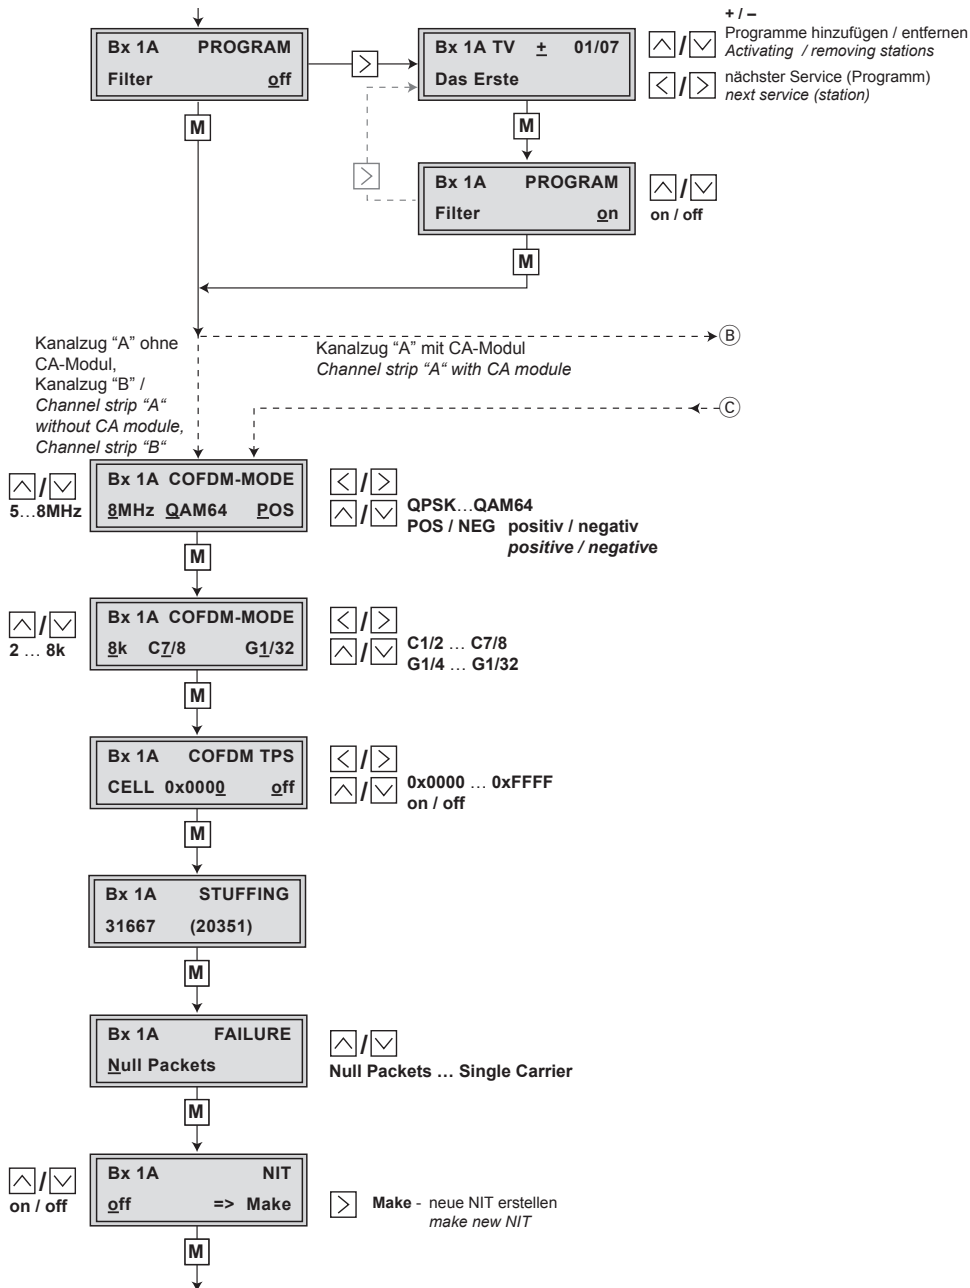 + / –
Bx 1A PROGRAM
Filter off
>
Bx 1A TV + 01/07
Das Erste
/
Programme hinzufügen / entfernen
Activating / removing stations
< / >
nächster Service (Programm)
next service (station)
M
M
>
Bx 1A PROGRAM
Filter on
/
on / off
M
Kanalzug “A” ohne
CA-Modul,
Kanalzug “B” /
Channel strip “A“
without CA module,
Channel strip “B“
Kanalzug “A” mit CA-Modul
Channel strip “A“ with CA module
B
C
/
5...8MHz
Bx 1A COFDM-MODE
8MHz QAM64 POS
< / >
/
QPSK...QAM64
POS / NEG positiv / negativ
positive / negative
M
/
2 ... 8k
Bx 1A COFDM-MODE
8k C7/8 G1/32
< / >
/
C1/2 ... C7/8
G1/4 ... G1/32
M
Bx 1A COFDM TPS
CELL 0x0000 off
< / >
/
0x0000 ... 0xFFFF
on / off
M
Bx 1A STUFFING
31667 (20351)
M
Bx 1A FAILURE
Null Packets
/
Null Packets ... Single Carrier
M
/
on / off
Bx 1A NIT
off => Make
>
Make - neue NIT erstellen
make new NIT
M